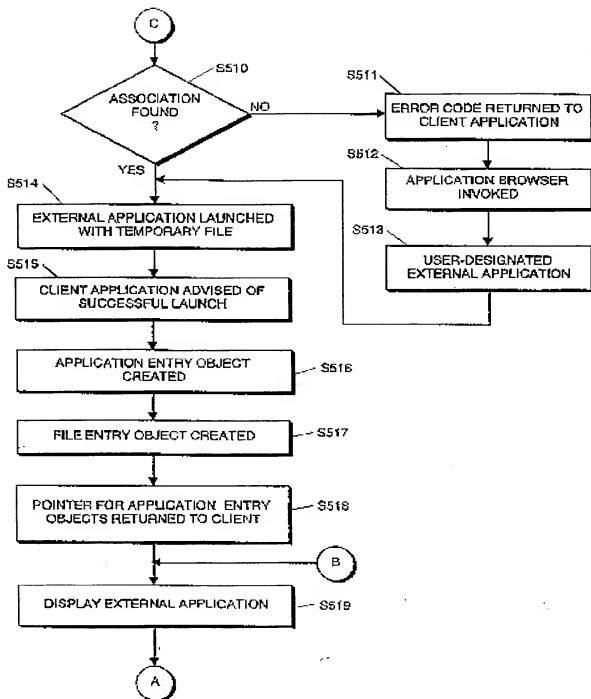 C
S510
ASSOCIATION
FOUND
?
NO
YES
S511
ERROR CODE RETURNED TO
CLIENT APPLICATION
S512
APPLICATION BROWSER
INVOKED
S513
USER-DESIGNATED
EXTERNAL APPLICATION
S514
EXTERNAL APPLICATION LAUNCHED
WITH TEMPORARY FILE
S515
CLIENT APPLICATION ADVISED OF
SUCCESSFUL LAUNCH
APPLICATION ENTRY OBJECT
CREATED
S516
FILE ENTRY OBJECT CREATED
S517
POINTER FOR APPLICATION ENTRY
OBJECTS RETURNED TO CLIENT
S518
B
DISPLAY EXTERNAL APPLICATION
S519
A